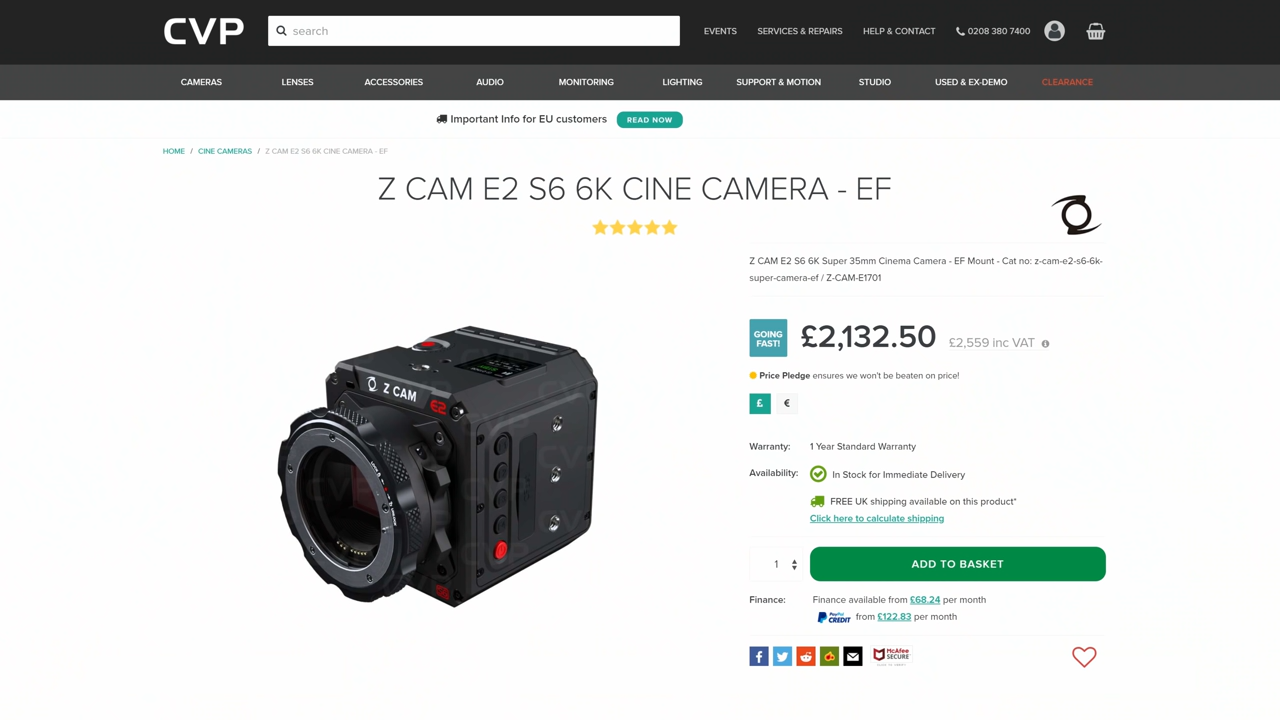 CVP
search
EVENTS
SERVICES & REPAIRS
HELP & CONTACT
0208 380 7400
CAMERAS
LENSES
ACCESSORIES
AUDIO
MONITORING
LIGHTING
SUPPORT & MOTION
STUDIO
USED & EX-DEMO
CLEARANCE
Important Info for EU customers
READ NOW
HOME / CINE CAMERAS / Z CAM E2 S6 6K CINE CAMERA - EF
Z CAM E2 S6 6K CINE CAMERA - EF
Z CAM E2 S6 6K Super 35mm Cinema Camera - EF Mount - Cat no: z-cam-e2-s6-6k-
super-camera-ef / Z-CAM-E1701
GOING
FAST!
£2,132.50
£2,559 inc VAT
Price Pledge ensures we won't be beaten on price!
£
€
Z CAM
E2
CVP
Warranty: 1 Year Standard Warranty
Availability: In Stock for Immediate Delivery
FREE UK shipping available on this product*
Click here to calculate shipping
1
ADD TO BASKET
Finance: Finance available from £68.24 per month
PayPal
CREDIT
from £122.83 per month
McAfee
SECURE